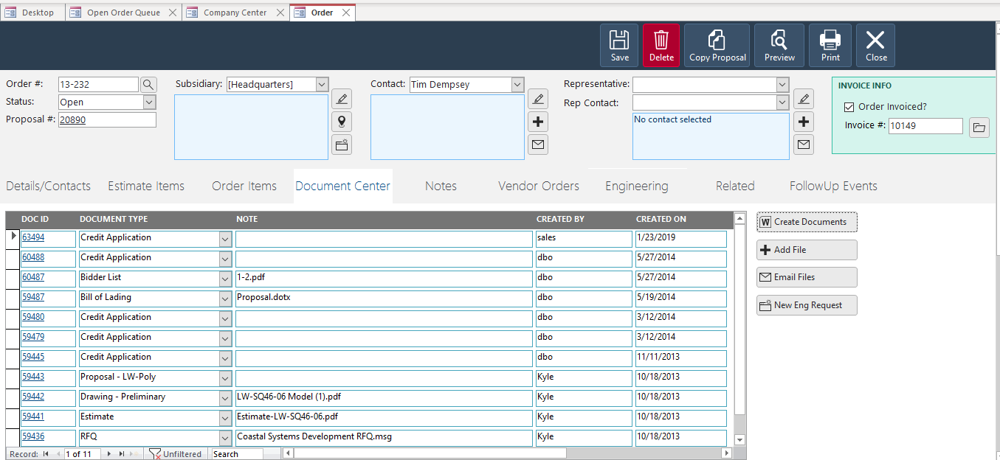 Desktop Open Order Queue Company Center Order
Save Delete Copy Proposal Preview Print Close
Order #: 13-232 Subsidiary: [Headquarters] Contact: Tim Dempsey Representative: INVOICE INFO
Status: Open Rep Contact: Order Invoiced?
Proposal #: 20890 No contact selected Invoice #: 10149
Details/Contacts Estimate Items Order Items Document Center Notes Vendor Orders Engineering Related FollowUp Events
DOC ID DOCUMENT TYPE NOTE CREATED BY CREATED ON
63494 Credit Application sales 1/23/2019
60488 Credit Application dbo 5/27/2014
60487 Bidder List 1-2.pdf dbo 5/27/2014
59487 Bill of Lading Proposal.dotx dbo 5/19/2014
59480 Credit Application dbo 3/12/2014
59479 Credit Application dbo 3/12/2014
59445 Credit Application dbo 11/11/2013
59443 Proposal - LW-Poly Kyle 10/18/2013
59442 Drawing - Preliminary LW-SQ46-06 Model (1).pdf Kyle 10/18/2013
59441 Estimate Estimate-LW-SQ46-06.pdf Kyle 10/18/2013
59436 RFQ Coastal Systems Development RFQ.msg Kyle 10/18/2013
W Create Documents
Add File
Email Files
New Eng Request
Record: 1 of 11 Unfiltered Search